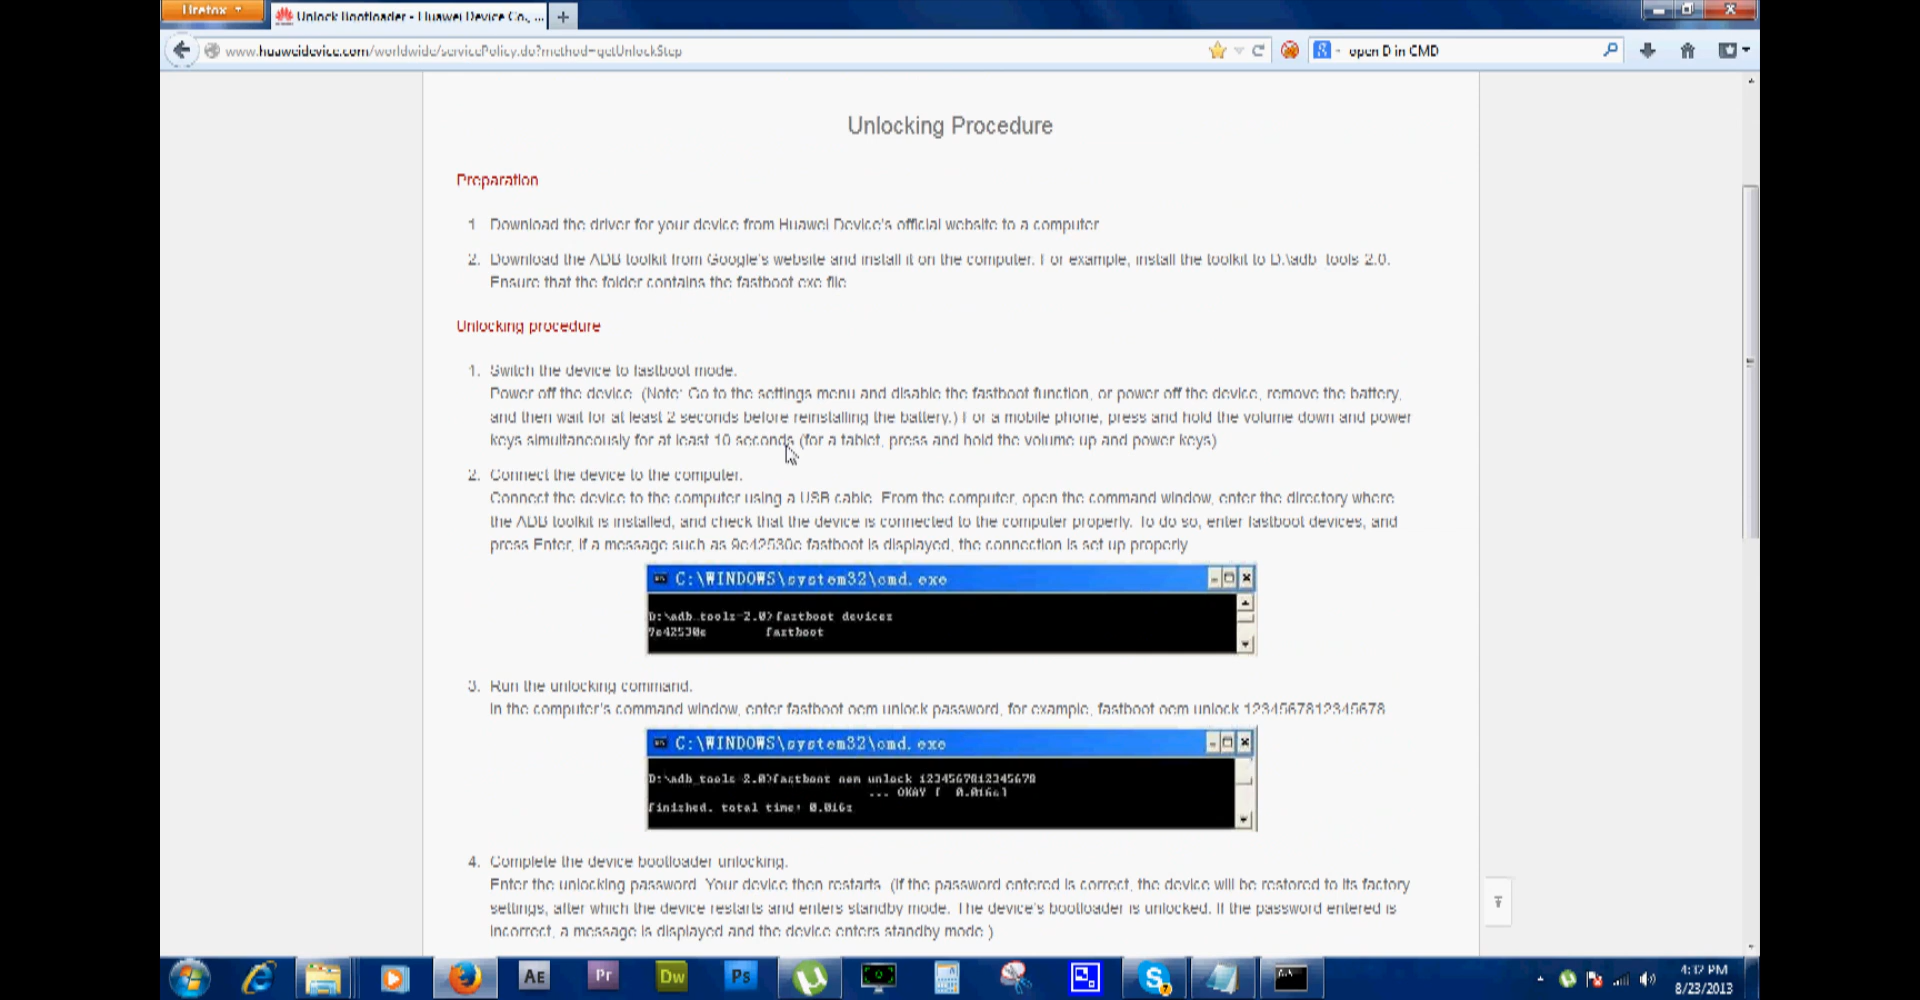 Firefox
Unlock Bootloader - Huawei Device Co., ...
www.huaweidevice.com/worldwide/servicePolicy.do?method=getUnlockStep
open D in CMD
Unlocking Procedure
Preparation
1. Download the driver for your device from Huawei Device's official website to a computer
2. Download the ADB toolkit from Google's website and install it on the computer. For example, install the toolkit to D:\adb_tools-2.0.
Ensure that the folder contains the fastboot exe file
Unlocking procedure
1. Switch the device to fastboot mode.
Power off the device. (Note: Go to the settings menu and disable the fastboot function, or power off the device, remove the battery,
and then wait for at least 2 seconds before reinstalling the battery.) For a mobile phone, press and hold the volume down and power
keys simultaneously for at least 10 seconds (for a tablet, press and hold the volume up and power keys)
2. Connect the device to the computer.
Connect the device to the computer using a USB cable. From the computer, open the command window, enter the directory where
the ADB toolkit is installed, and check that the device is connected to the computer properly. To do so, enter fastboot devices, and
press Enter, if a message such as 9e42530e fastboot is displayed, the connection is set up properly
C:\WINDOWS\system32\cmd.exe
D:\adb_tools-2.0>fastboot devices
7e42530e fastboot
3. Run the unlocking command.
In the computer's command window, enter fastboot oem unlock password, for example, fastboot oem unlock 1234567812345678
C:\WINDOWS\system32\cmd.exe
D:\adb_tools-2.0>fastboot oem unlock 1234567812345678
... OKAY [ 0.016s]
finished. total time: 0.016s
4. Complete the device bootloader unlocking.
Enter the unlocking password. Your device then restarts. (If the password entered is correct, the device will be restored to its factory
settings, after which the device restarts and enters standby mode. The device's bootloader is unlocked. If the password entered is
incorrect, a message is displayed and the device enters standby mode.)
AE
Pr
Dw
Ps
4:32 PM
8/23/2013